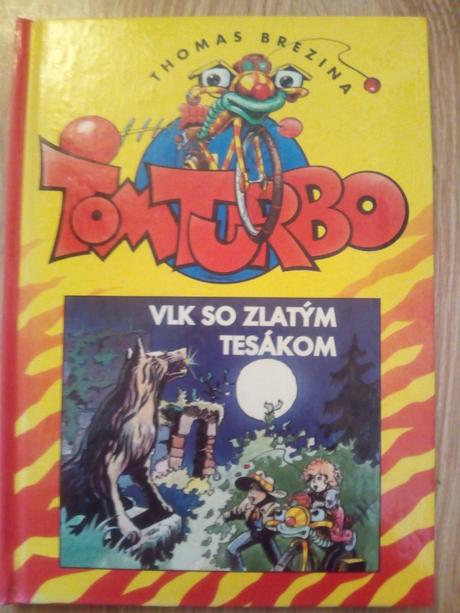 THOMAS BREZINA
TOM TURBO
VLK SO ZLATÝM
TESÁKOM